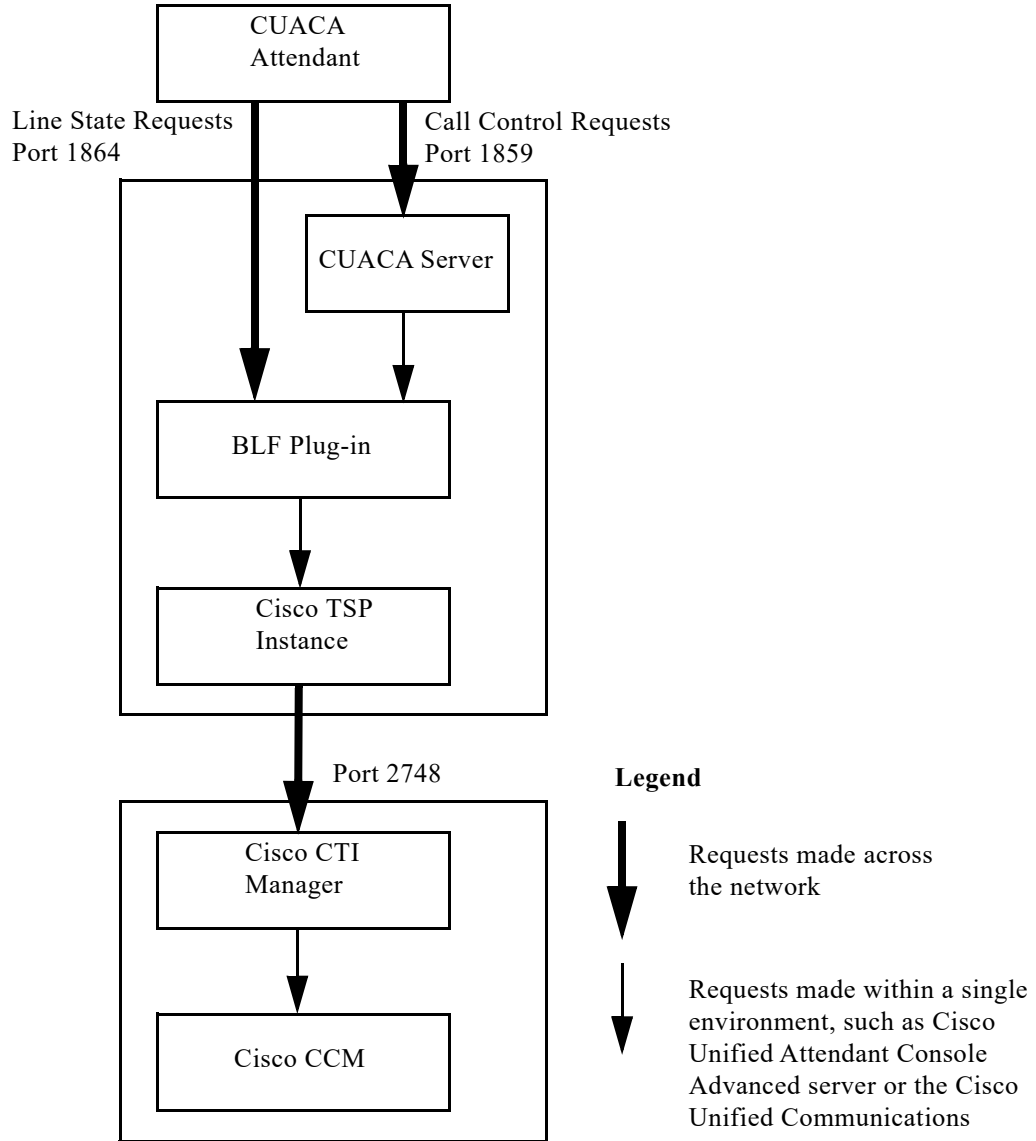 CUACA
Attendant
Line State Requests
Port 1864
Call Control Requests
Port 1859
CUACA Server
BLF Plug-in
Cisco TSP
Instance
Port 2748
Cisco CTI
Manager
Cisco CCM
Legend
Requests made across
the network
Requests made within a single
environment, such as Cisco
Unified Attendant Console
Advanced server or the Cisco
Unified Communications